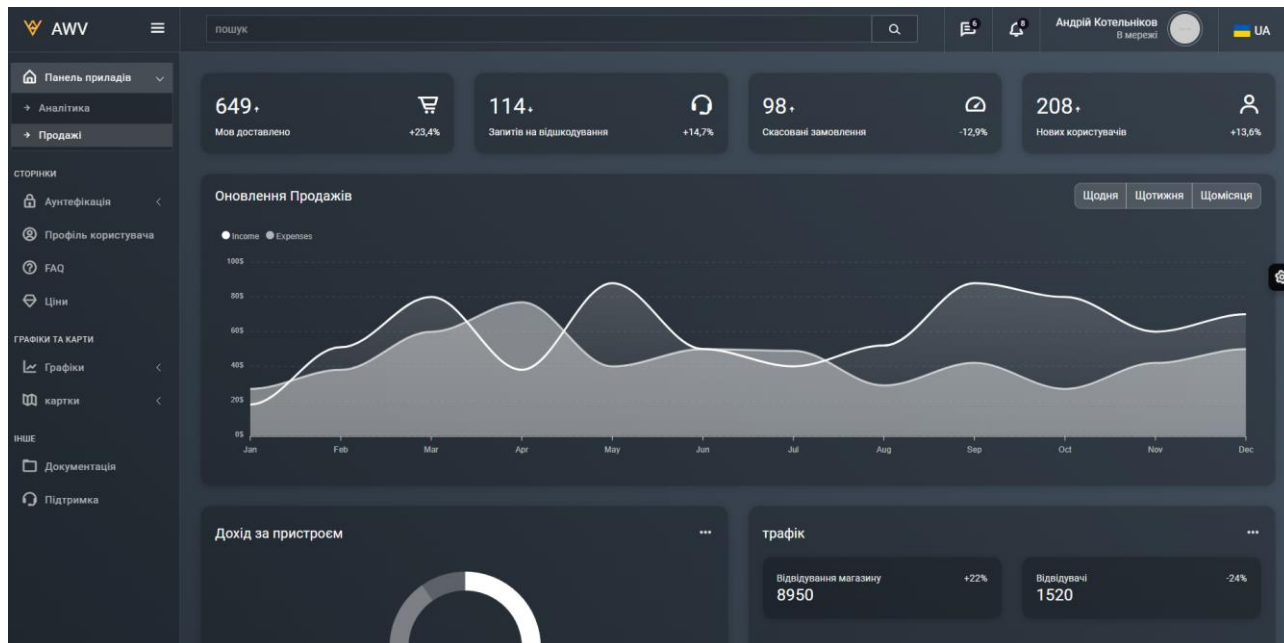 AWV
пошук
6
8
Андрій Котельніков
В мережі
UA
Панель приладів
Аналітика
Продажі
СТОРІНКИ
Аунтефікація
Профіль користувача
FAQ
Ціни
ГРАФІКИ ТА КАРТИ
Графіки
картки
ІНШЕ
Документація
Підтримка
649
Мов доставлено +23,4%
114
Запитів на відшкодування +14,7%
98
Скасовані замовлення -12,9%
208
Нових користувачів +13,6%
Оновлення Продажів
Щодня Щотижня Щомісяця
Income Expenses
100$
80$
60$
40$
20$
0$
Jan Feb Mar Apr May Jun Jul Aug Sep Oct Nov Dec
Дохід за пристроєм
трафік
Відвідування магазину +22%
8950
Відвідувачі -24%
1520